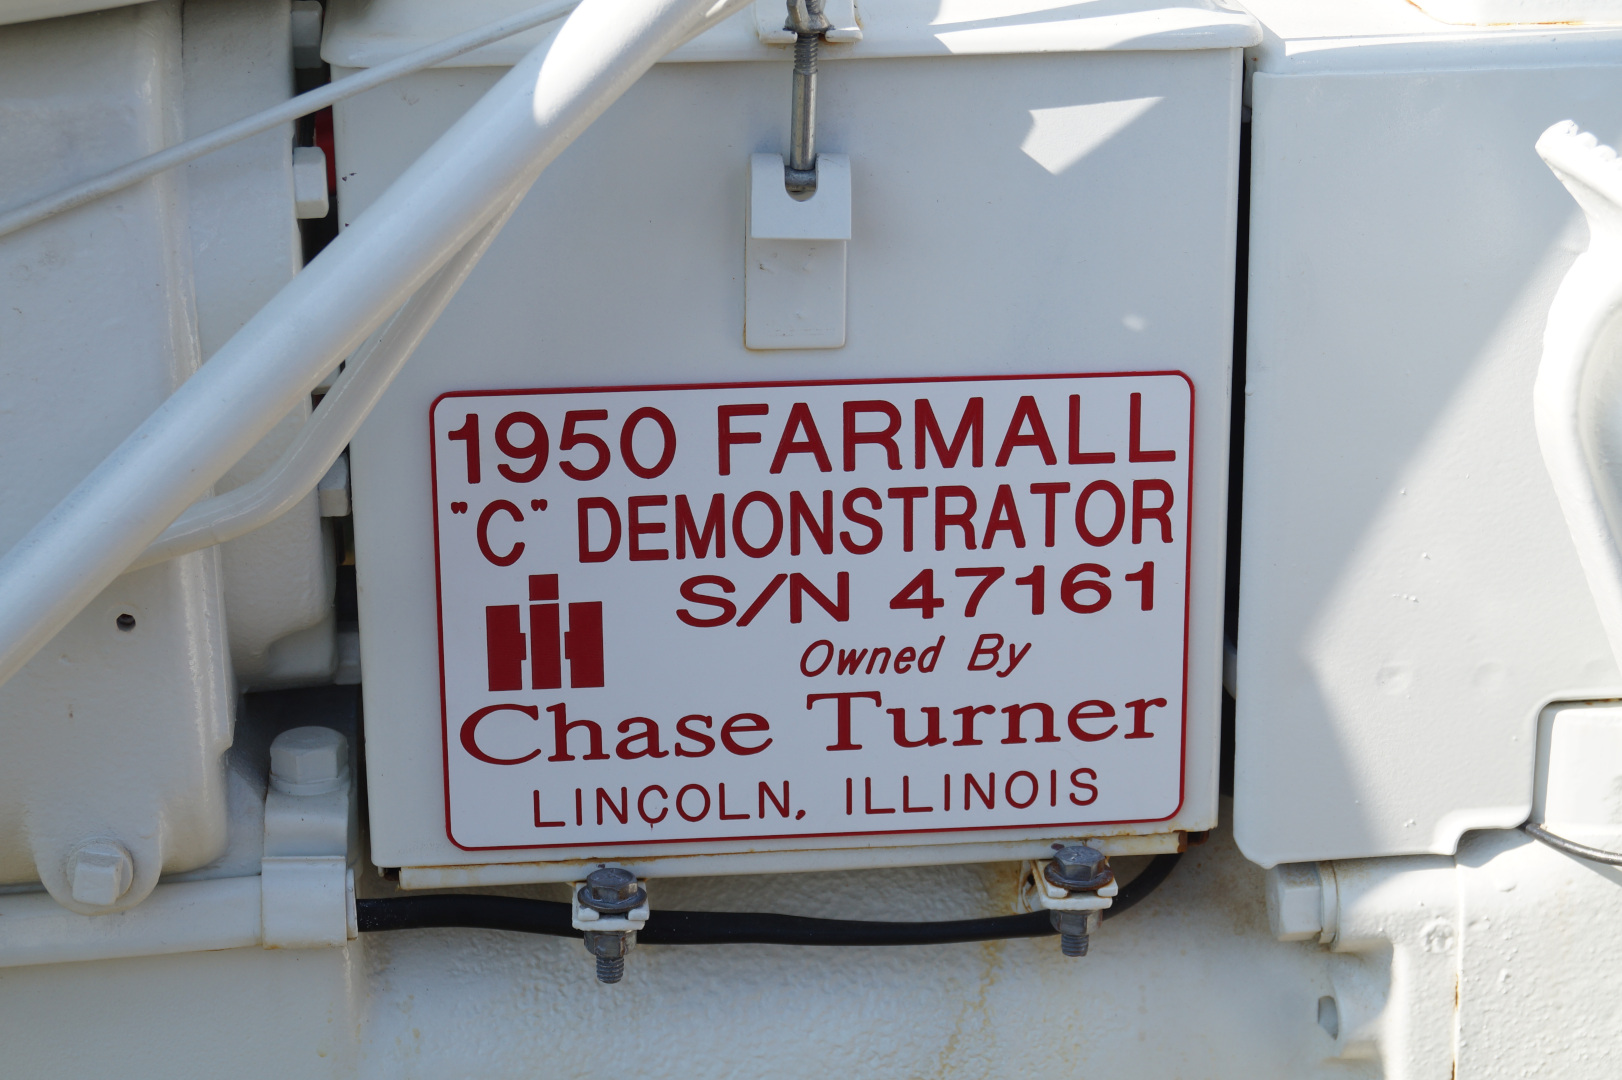 1950 FARMALL
"C" DEMONSTRATOR
S/N 47161
Owned By
Chase Turner
LINCOLN, ILLINOIS